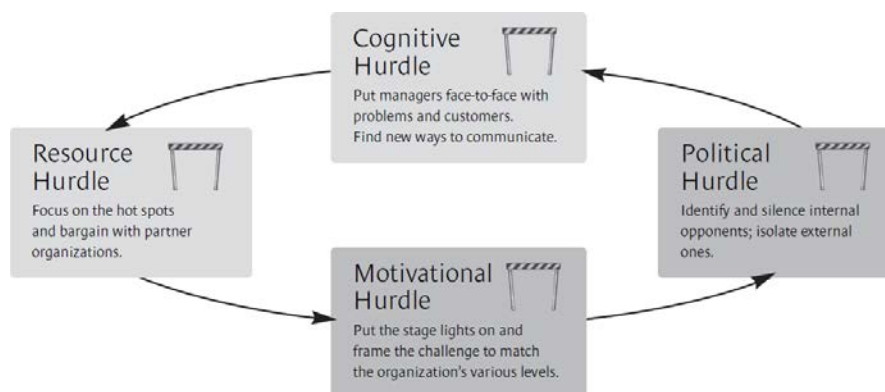 Cognitive
Hurdle
Put managers face-to-face with
problems and customers.
Find new ways to communicate.
Resource
Hurdle
Focus on the hot spots
and bargain with partner
organizations.
Political
Hurdle
Identify and silence internal
opponents; isolate external
ones.
Motivational
Hurdle
Put the stage lights on and
frame the challenge to match
the organization's various levels.